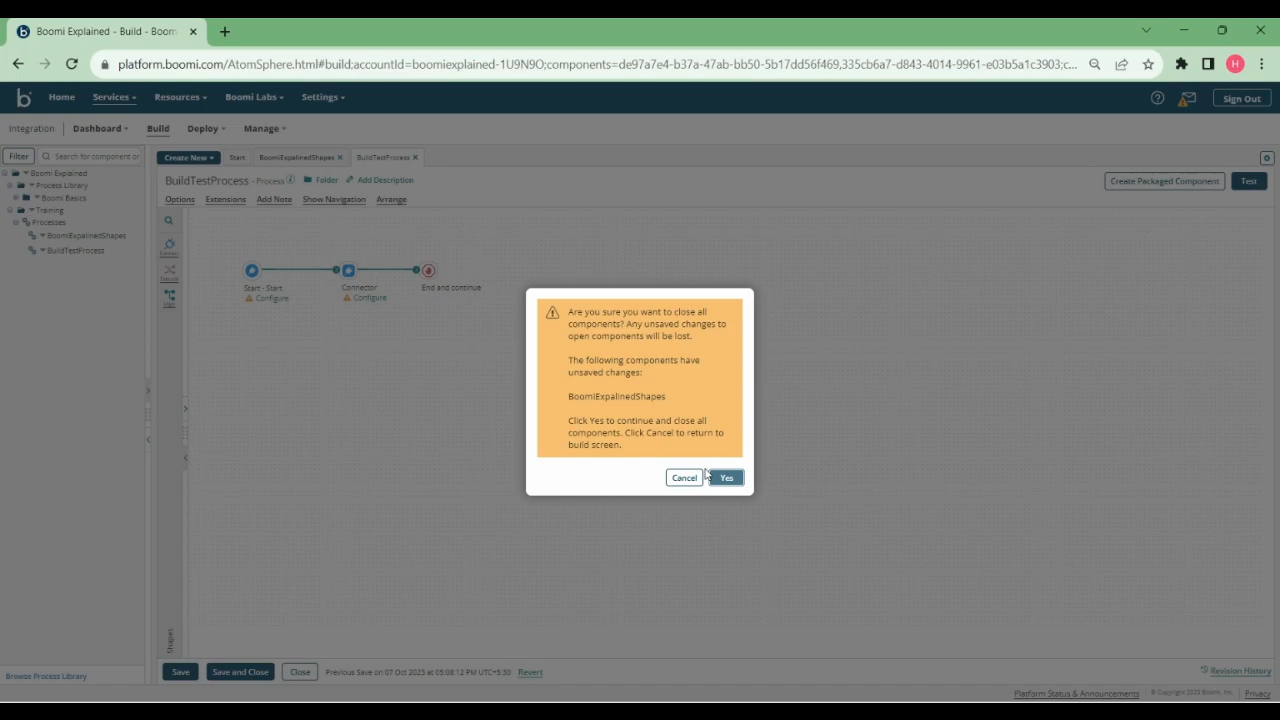 Boomi Explained - Build - Boom
platform.boomi.com/AtomSphere.html#build;accountId=boomiexplained-1U9N9O;components=de97a7e4-b37a-47ab-bb50-5b17dd56f469,335cb6a7-d843-4014-9961-e03b5a1c3903;c...
H
b Home Services Resources Boomi Labs Settings Sign Out
Integration Dashboard Build Deploy Manage
Filter Search for component or
Create New Start BoomiExpalinedShapes BuildTestProcess
Boomi Explained
Process Library
Boomi Basics
Training
Processes
BoomiExpalinedShapes
BuildTestProcess
BuildTestProcess - Process Folder Add Description
Create Packaged Component Test
Options Extensions Add Note Show Navigation Arrange
Start - Start
Configure
Connector
Configure
End and continue
Are you sure you want to close all
components? Any unsaved changes to
open components will be lost.
The following components have
unsaved changes:
BoomiExpalinedShapes
Click Yes to continue and close all
components. Click Cancel to return to
build screen.
Cancel Yes
Shapes
Save Save and Close Close Previous Save on 07 Oct 2023 at 05:08:12 PM UTC+5:30 Revert
Revision History
Browse Process Library
Platform Status & Announcements © Copyright 2023 Boomi, Inc. Privacy